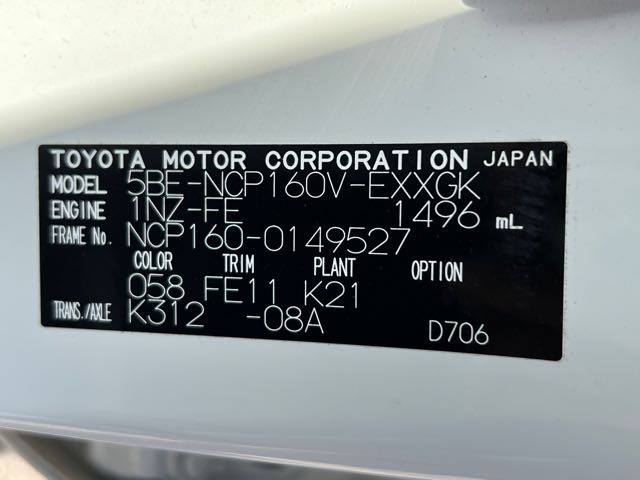 TOYOTA MOTOR CORPORATION JAPAN
MODEL 5BE-NCP160V-EXXGK
ENGINE 1NZ-FE 1496 mL
FRAME No. NCP160-0149527
COLOR TRIM PLANT OPTION
058 FE11 K21
TRANS./AXLE K312 -08A
D706